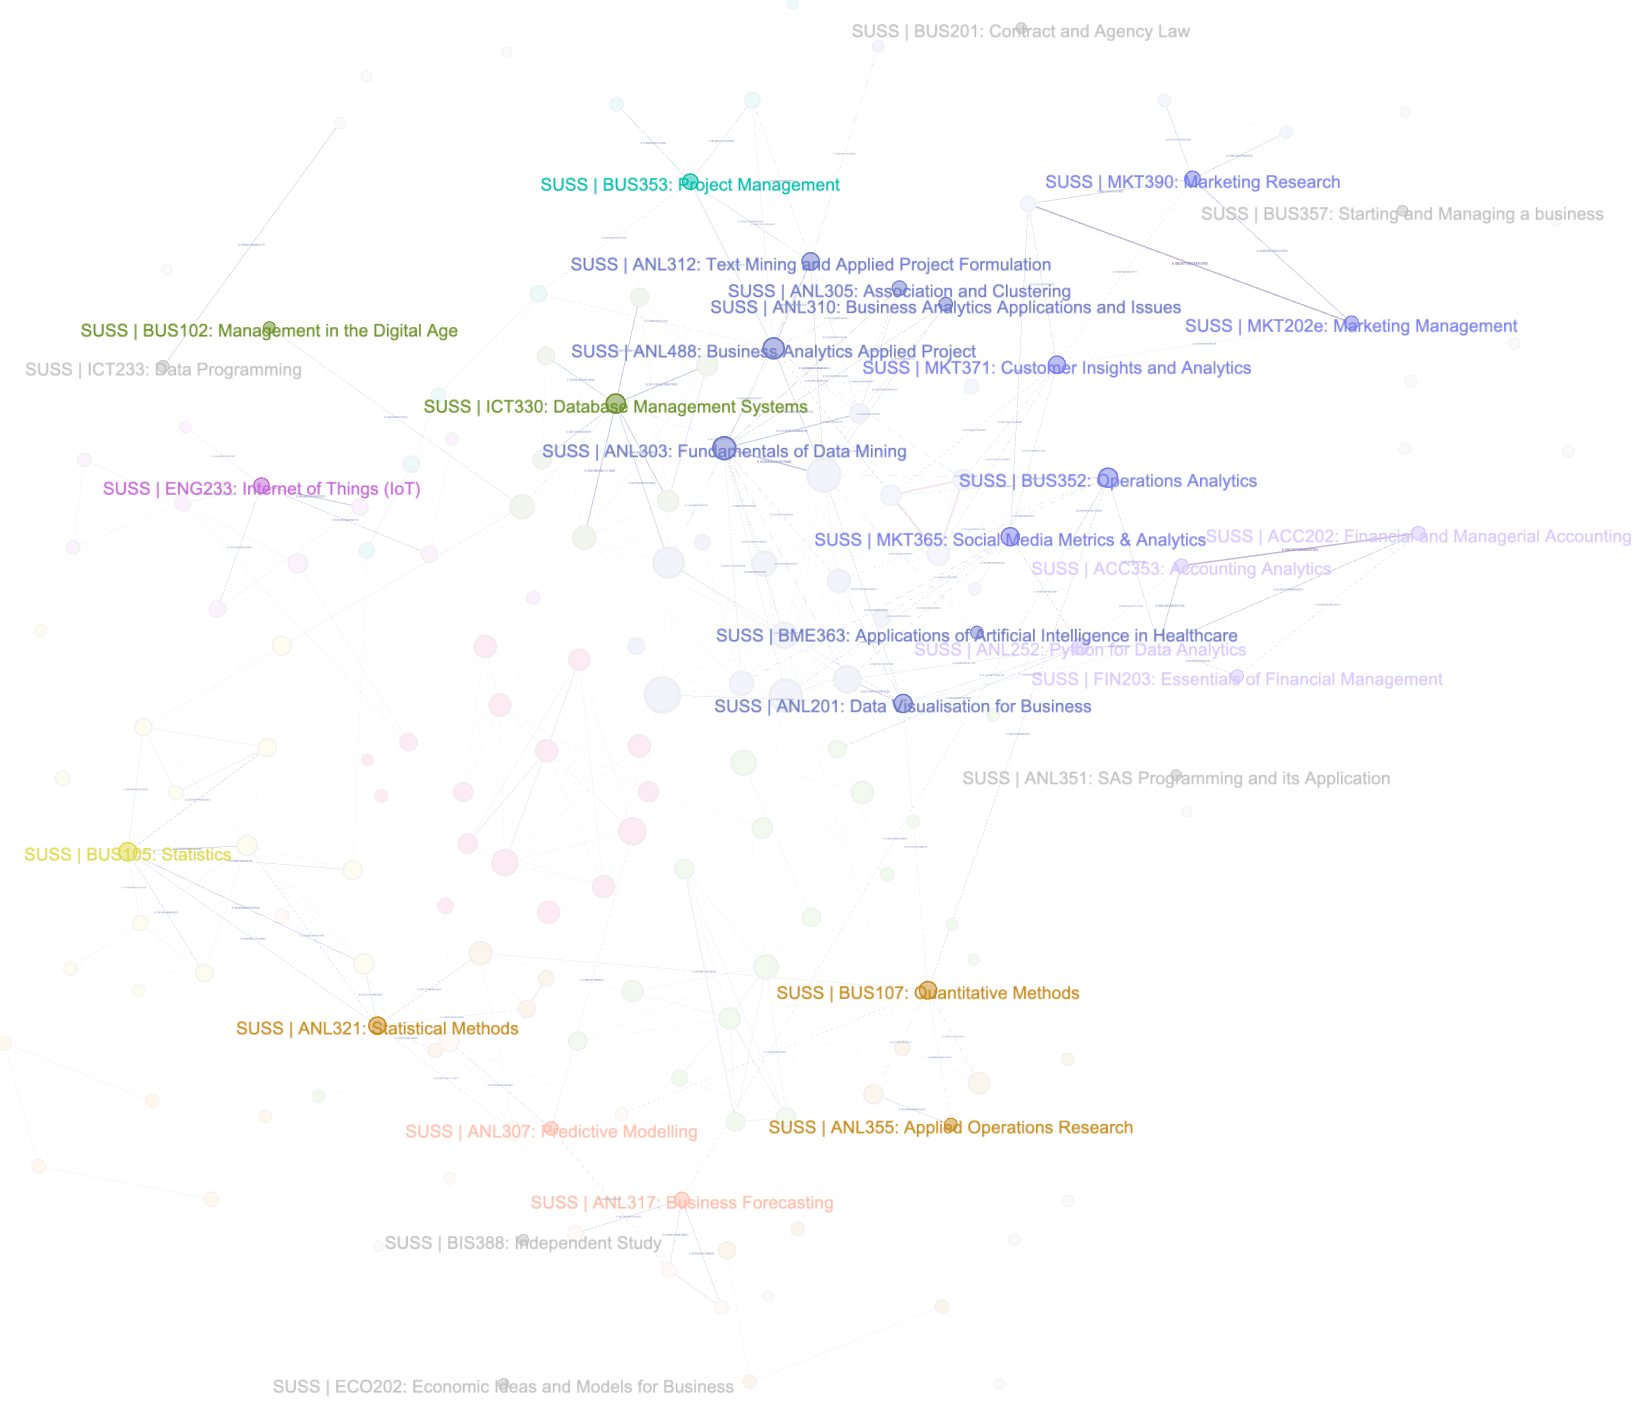 SUSS | BUS201: Contract and Agency Law
SUSS | BUS353: Project Management
SUSS | MKT390: Marketing Research
SUSS | BUS357: Starting and Managing a business
SUSS | ANL312: Text Mining and Applied Project Formulation
SUSS | ANL305: Association and Clustering
SUSS | ANL310: Business Analytics Applications and Issues
SUSS | MKT202e: Marketing Management
SUSS | BUS102: Management in the Digital Age
SUSS | ANL488: Business Analytics Applied Project
SUSS | MKT371: Customer Insights and Analytics
SUSS | ICT233: Data Programming
SUSS | ICT330: Database Management Systems
SUSS | ANL303: Fundamentals of Data Mining
SUSS | BUS352: Operations Analytics
SUSS | ENG233: Internet of Things (IoT)
SUSS | ACC202: Financial and Managerial Accounting
SUSS | MKT365: Social Media Metrics & Analytics
SUSS | ACC353: Accounting Analytics
SUSS | BME363: Applications of Artificial Intelligence in Healthcare
SUSS | ANL252: Python for Data Analytics
SUSS | FIN203: Essentials of Financial Management
SUSS | ANL201: Data Visualisation for Business
SUSS | ANL351: SAS Programming and its Application
SUSS | BUS105: Statistics
SUSS | BUS107: Quantitative Methods
SUSS | ANL321: Statistical Methods
SUSS | ANL307: Predictive Modelling
SUSS | ANL355: Applied Operations Research
SUSS | ANL317: Business Forecasting
SUSS | BIS388: Independent Study
SUSS | ECO202: Economic Ideas and Models for Business